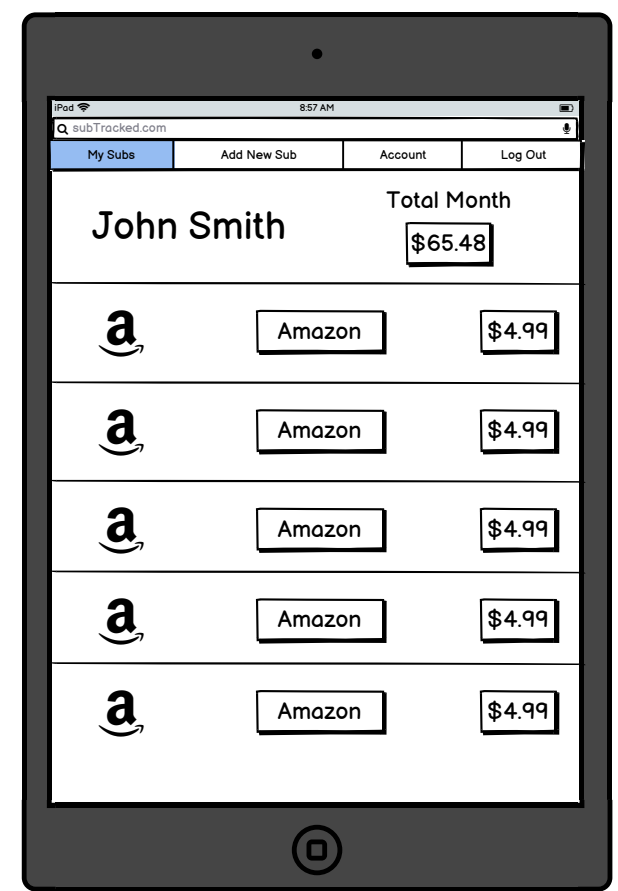 iPad 8:57 AM
subTracked.com
My Subs Add New Sub Account Log Out
John Smith
Total Month
$65.48
a Amazon $4.99
a Amazon $4.99
a Amazon $4.99
a Amazon $4.99
a Amazon $4.99